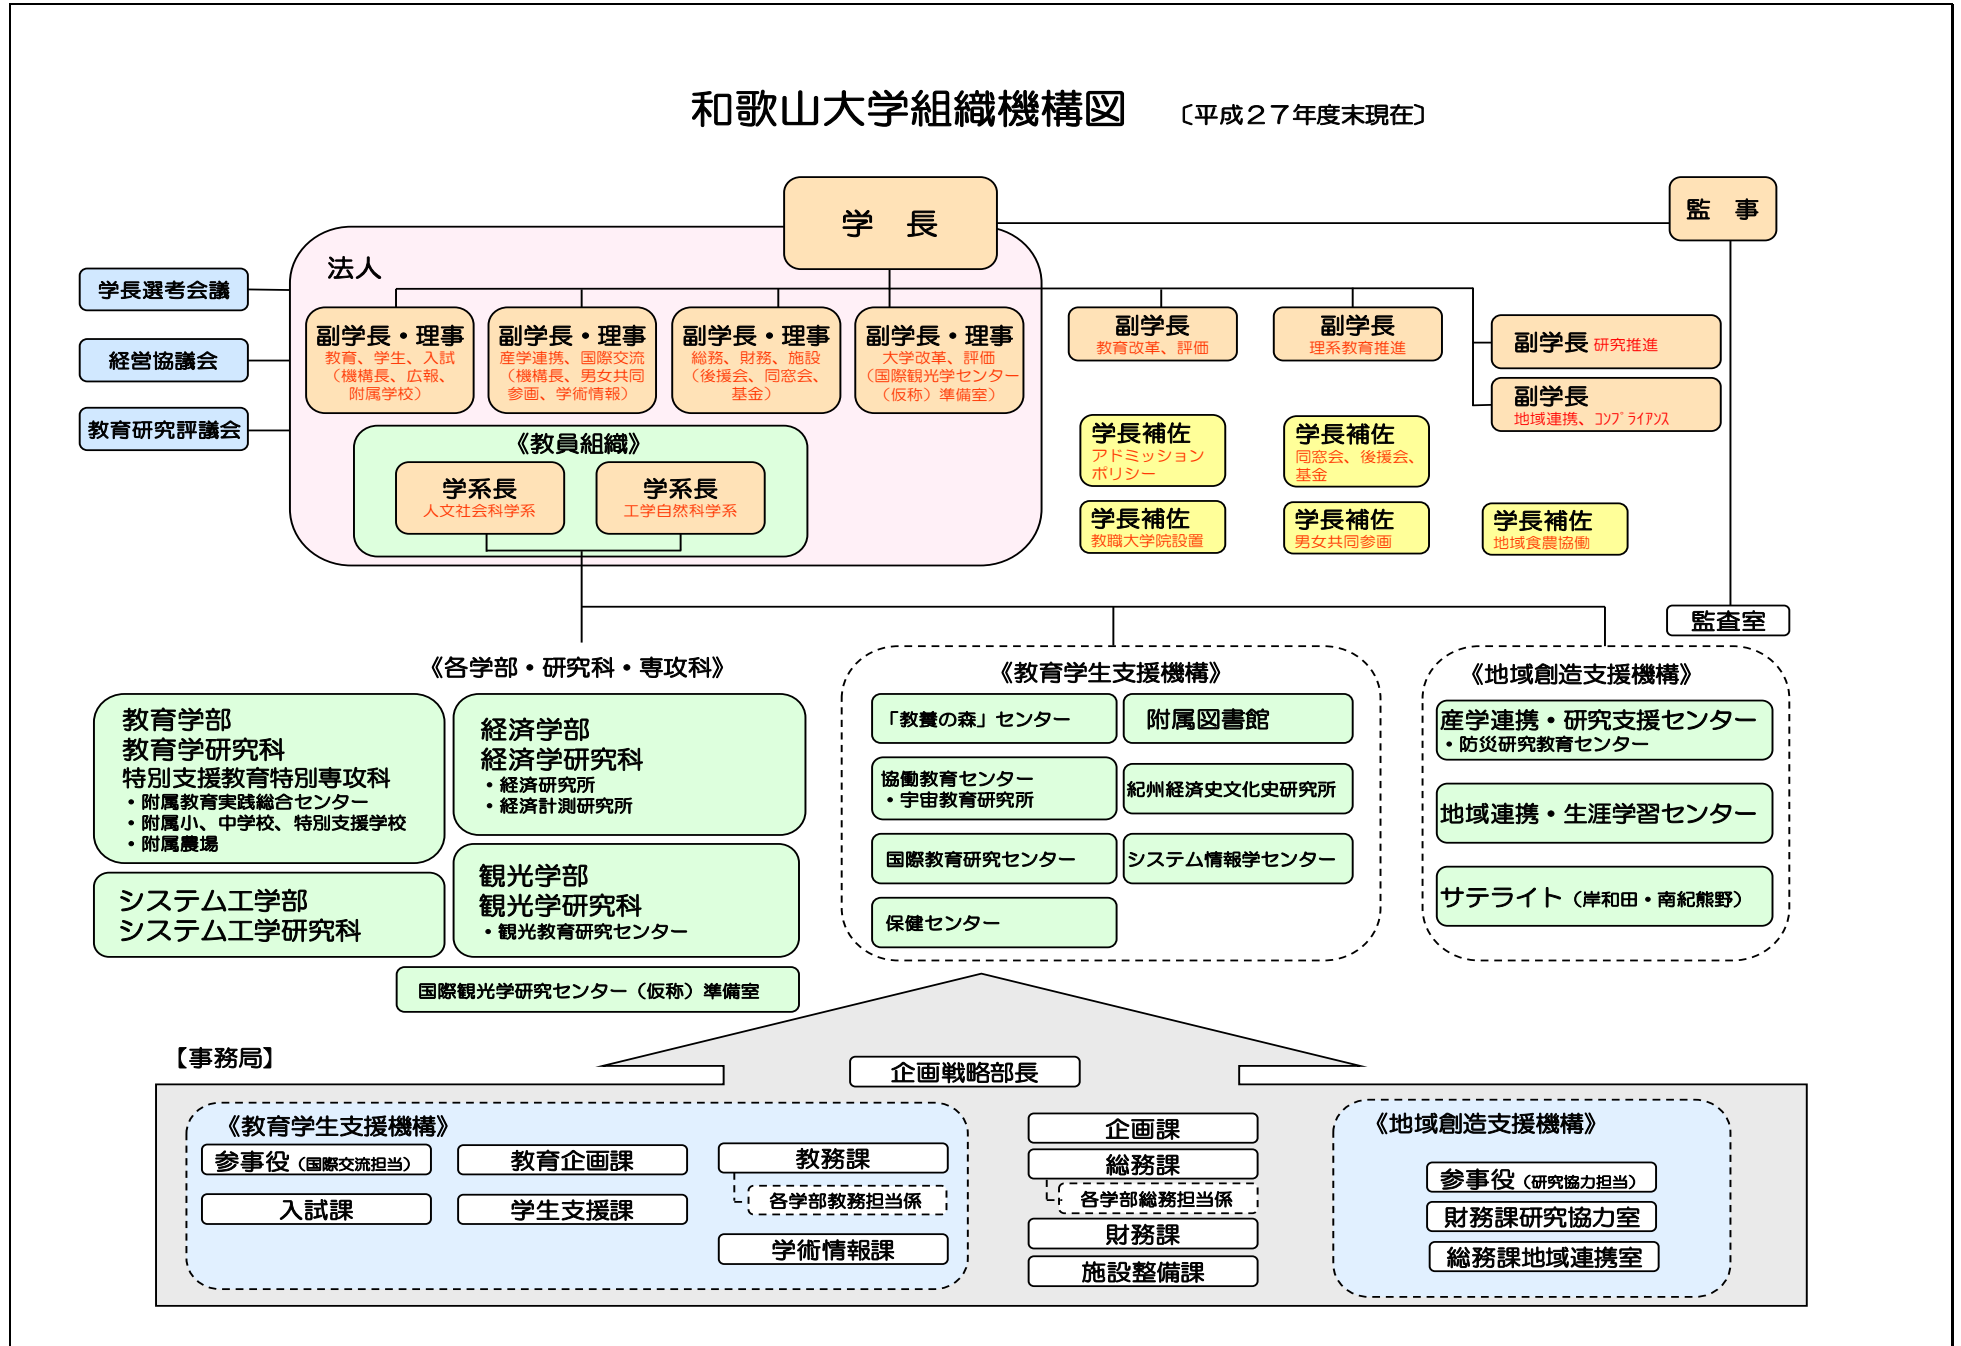 和歌山大学組織機構図 〔平成２７年度末現在〕
学　長
監　事
法人
学長選考会議
経営協議会
教育研究評議会
副学長・理事
教育、学生、入試
（機構長、広報、
附属学校）
副学長・理事
産学連携、国際交流
（機構長、男女共同
参画、学術情報）
副学長・理事
総務、財務、施設
（後援会、同窓会、
基金）
副学長・理事
大学改革、評価
（国際観光学センター
（仮称）準備室）
副学長
教育改革、評価
副学長
理系教育推進
副学長 研究推進
副学長
地域連携、ｺﾝﾌﾟﾗｲｱﾝｽ
《教員組織》
学系長
人文社会科学系
学系長
工学自然科学系
学長補佐
アドミッション
ポリシー
学長補佐
同窓会、後援会、
基金
学長補佐
教職大学院設置
学長補佐
男女共同参画
学長補佐
地域食農協働
監査室
《各学部・研究科・専攻科》
教育学部
教育学研究科
特別支援教育特別専攻科
・附属教育実践総合センター
・附属小、中学校、特別支援学校
・附属農場
経済学部
経済学研究科
・経済研究所
・経済計測研究所
システム工学部
システム工学研究科
観光学部
観光学研究科
・観光教育研究センター
国際観光学研究センター（仮称）準備室
《教育学生支援機構》
「教養の森」センター
附属図書館
協働教育センター
・宇宙教育研究所
紀州経済史文化史研究所
国際教育研究センター
システム情報学センター
保健センター
《地域創造支援機構》
産学連携・研究支援センター
・防災研究教育センター
地域連携・生涯学習センター
サテライト（岸和田・南紀熊野）
【事務局】
企画戦略部長
《教育学生支援機構》
参事役（国際交流担当）
教育企画課
教務課
各学部教務担当係
入試課
学生支援課
学術情報課
企画課
総務課
各学部総務担当係
財務課
施設整備課
《地域創造支援機構》
参事役（研究協力担当）
財務課研究協力室
総務課地域連携室